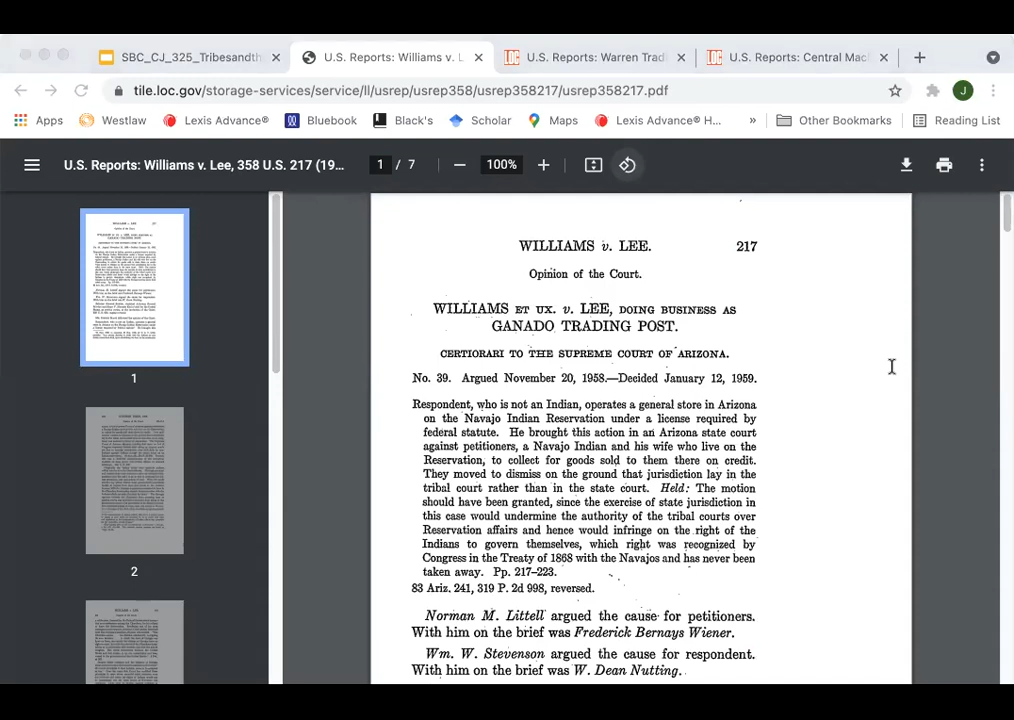 SBC_CJ_325_Tribesandth
U.S. Reports: Williams v. L
U.S. Reports: Warren Tradi
U.S. Reports: Central Mach
tile.loc.gov/storage-services/service/ll/usrep/usrep358/usrep358217/usrep358217.pdf
J
Apps
Westlaw
Lexis Advance®
Bluebook
Black's
Scholar
Maps
Lexis Advance® H...
»
Other Bookmarks
Reading List
U.S. Reports: Williams v. Lee, 358 U.S. 217 (19...
1 / 7
100%
1
2
WILLIAMS v. LEE. 217
Opinion of the Court.
WILLIAMS ET UX. v. LEE, DOING BUSINESS AS
GANADO TRADING POST.
CERTIORARI TO THE SUPREME COURT OF ARIZONA.
No. 39. Argued November 20, 1958.—Decided January 12, 1959.
Respondent, who is not an Indian, operates a general store in Arizona
on the Navajo Indian Reservation under a license required by
federal statute. He brought this action in an Arizona state court
against petitioners, a Navajo Indian and his wife who live on the
Reservation, to collect for goods sold to them there on credit.
They moved to dismiss on the ground that jurisdiction lay in the
tribal court rather than in the state court. Held: The motion
should have been granted, since the exercise of state jurisdiction in
this case would undermine the authority of the tribal courts over
Reservation affairs and hence would infringe on the right of the
Indians to govern themselves, which right was recognized by
Congress in the Treaty of 1868 with the Navajos and has never been
taken away. Pp. 217–223.
83 Ariz. 241, 319 P. 2d 998, reversed.
Norman M. Littell argued the cause for petitioners.
With him on the brief was Frederick Bernays Wiener.
Wm. W. Stevenson argued the cause for respondent.
With him on the brief was W. Dean Nutting.